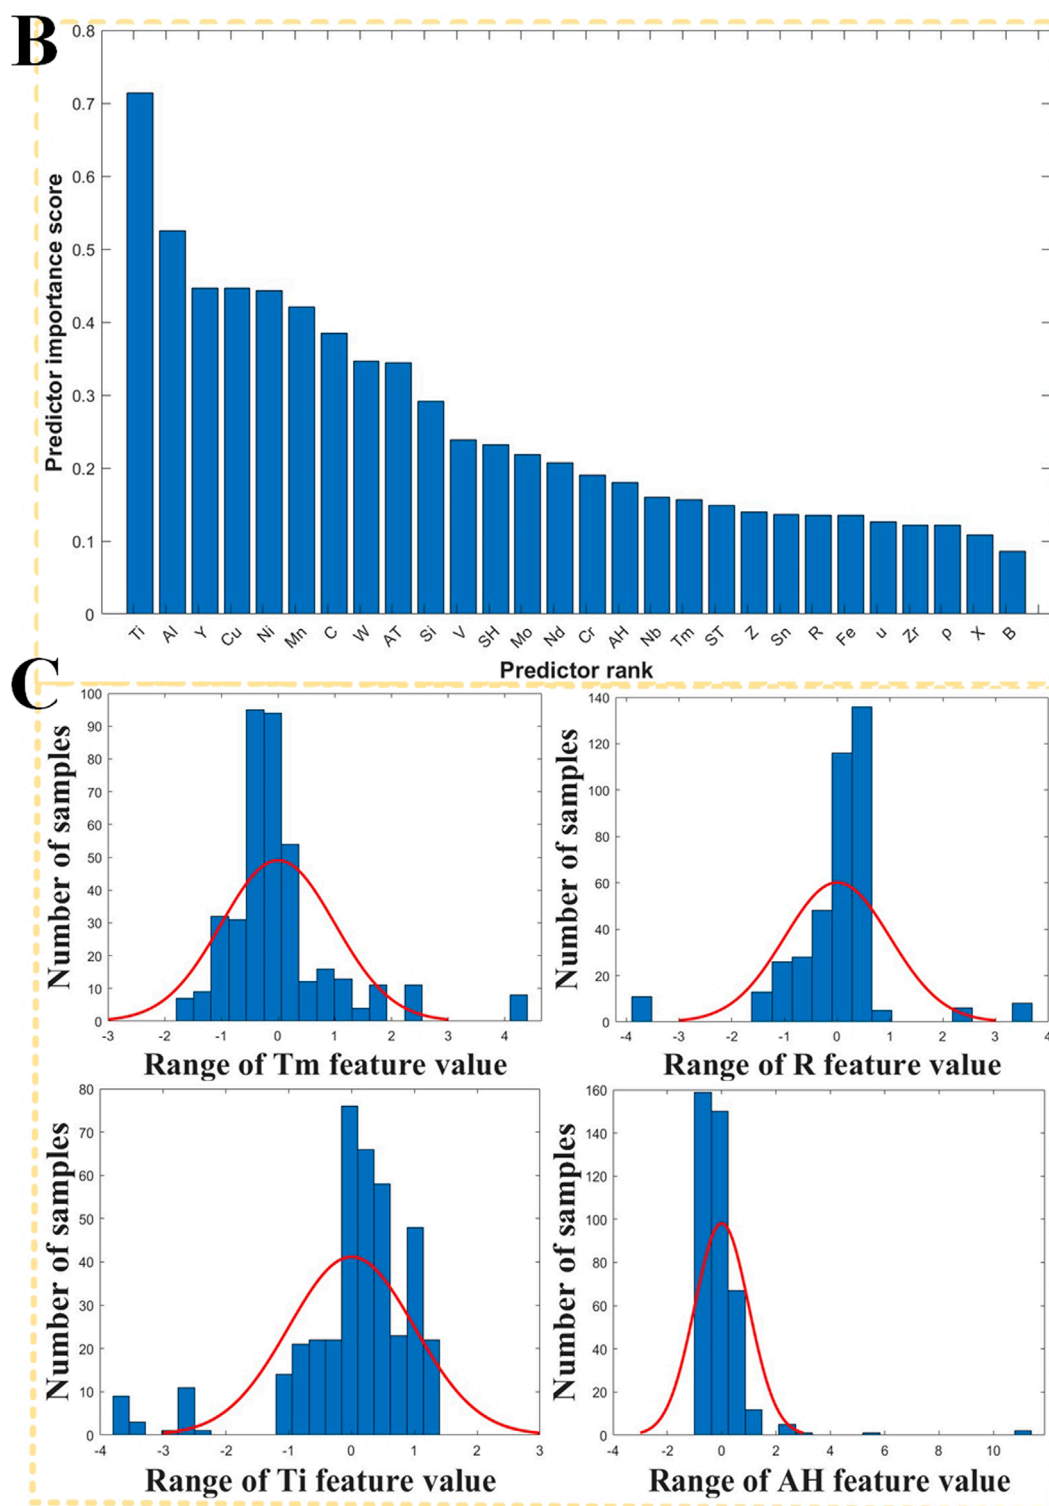 B
0.8
0.7
0.6
0.5
0.4
0.3
0.2
0.1
0
Predictor importance score
Ti Al Y Cu Ni Mn C W AT Si V SH Mo Nd Cr AH Nb Tm ST Z Sn R Fe u Zr ρ X B
Predictor rank
C
100
90
80
70
60
50
40
30
20
10
0
Number of samples
-3 -2 -1 0 1 2 3 4
Range of Tm feature value
140
120
100
80
60
40
20
0
Number of samples
-4 -3 -2 -1 0 1 2 3 4
Range of R feature value
80
70
60
50
40
30
20
10
0
Number of samples
-4 -3 -2 -1 0 1 2 3
Range of Ti feature value
160
140
120
100
80
60
40
20
0
Number of samples
-4 -2 0 2 4 6 8 10
Range of AH feature value